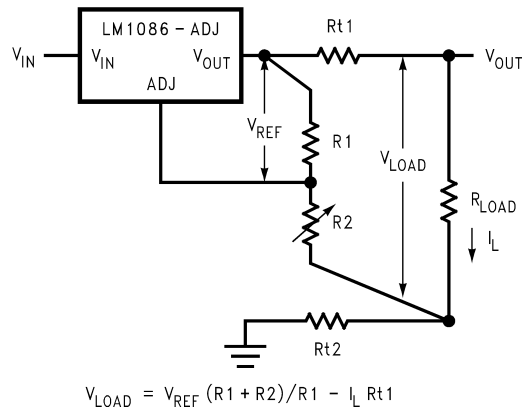 LM1086-ADJ
Rt1
V_IN
V_IN
V_OUT
V_OUT
ADJ
V_REF
R1
V_LOAD
R2
R_LOAD
I_L
Rt2
V_LOAD = V_REF (R1 + R2)/R1 - I_L Rt1